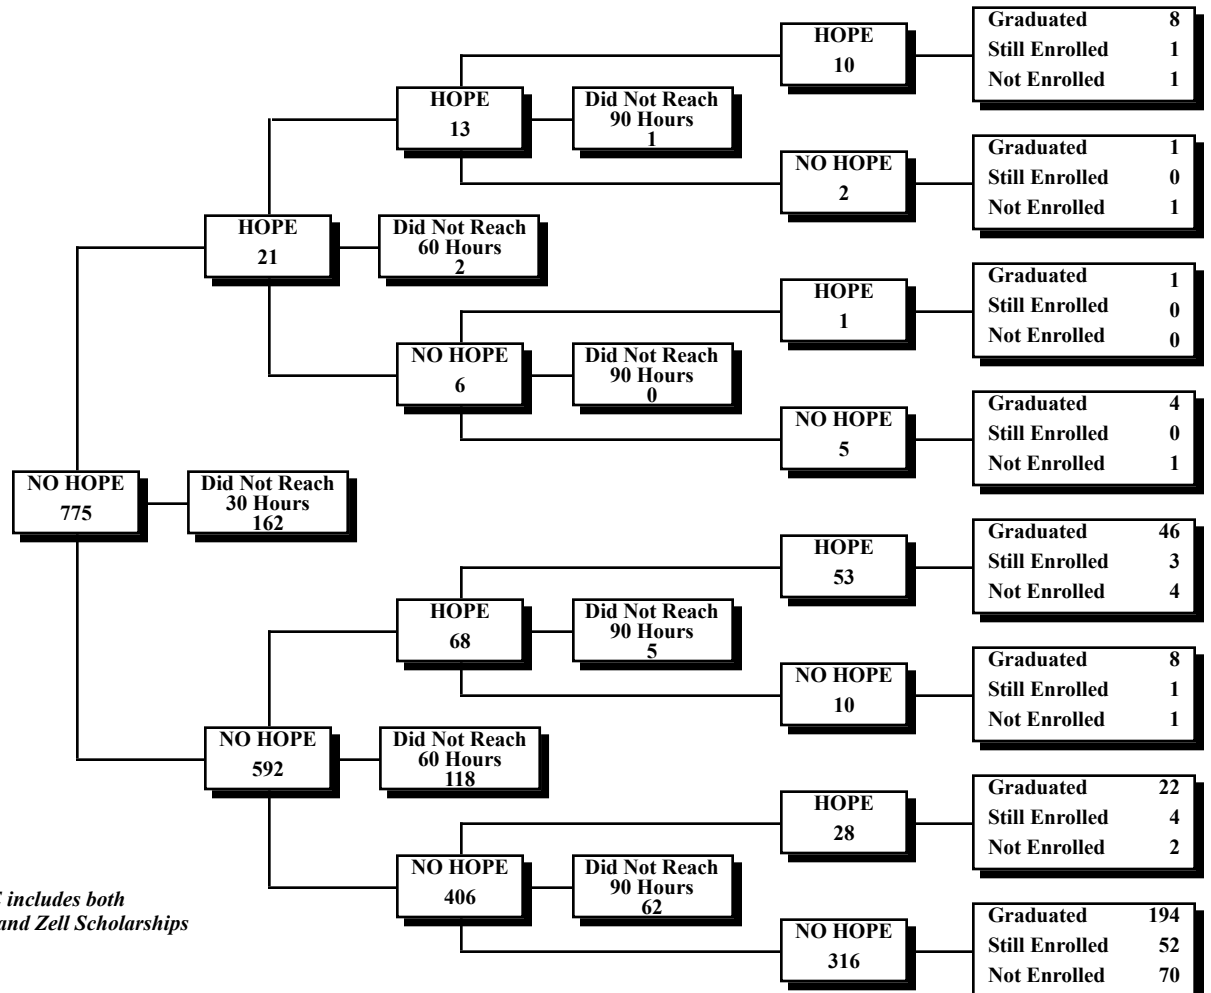 HOPE
10
Graduated 8
Still Enrolled 1
Not Enrolled 1
HOPE
13
Did Not Reach
90 Hours
1
NO HOPE
2
Graduated 1
Still Enrolled 0
Not Enrolled 1
HOPE
21
Did Not Reach
60 Hours
2
HOPE
1
Graduated 1
Still Enrolled 0
Not Enrolled 0
NO HOPE
6
Did Not Reach
90 Hours
0
NO HOPE
5
Graduated 4
Still Enrolled 0
Not Enrolled 1
NO HOPE
775
Did Not Reach
30 Hours
162
HOPE
53
Graduated 46
Still Enrolled 3
Not Enrolled 4
HOPE
68
Did Not Reach
90 Hours
5
NO HOPE
10
Graduated 8
Still Enrolled 1
Not Enrolled 1
NO HOPE
592
Did Not Reach
60 Hours
118
HOPE
28
Graduated 22
Still Enrolled 4
Not Enrolled 2
NO HOPE
406
Did Not Reach
90 Hours
62
includes both
and Zell Scholarships
NO HOPE
316
Graduated 194
Still Enrolled 52
Not Enrolled 70